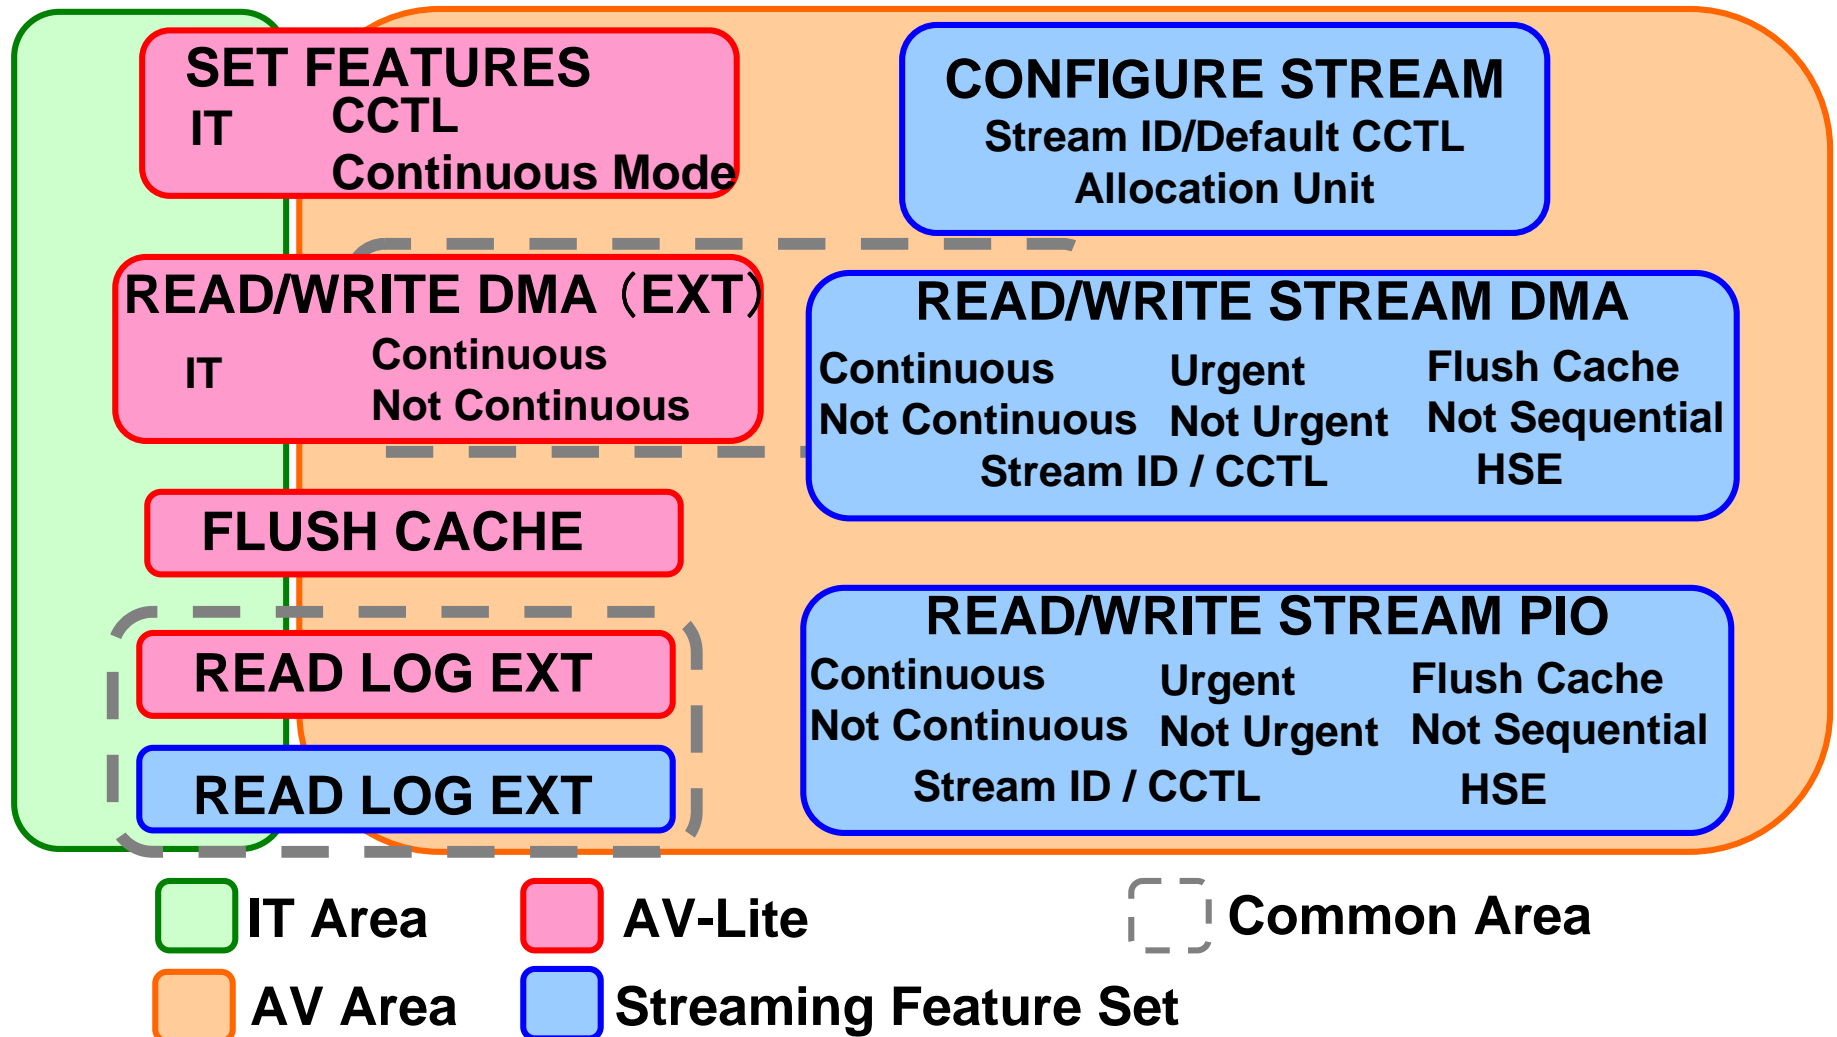 SET FEATURES
IT
CCTL
Continuous Mode
CONFIGURE STREAM
Stream ID/Default CCTL
Allocation Unit
READ/WRITE DMA（EXT）
IT
Continuous
Not Continuous
READ/WRITE STREAM DMA
Continuous
Not Continuous
Urgent
Not Urgent
Flush Cache
Not Sequential
Stream ID / CCTL
HSE
FLUSH CACHE
READ LOG EXT
READ LOG EXT
READ/WRITE STREAM PIO
Continuous
Not Continuous
Urgent
Not Urgent
Flush Cache
Not Sequential
Stream ID / CCTL
HSE
IT Area
AV-Lite
Common Area
AV Area
Streaming Feature Set